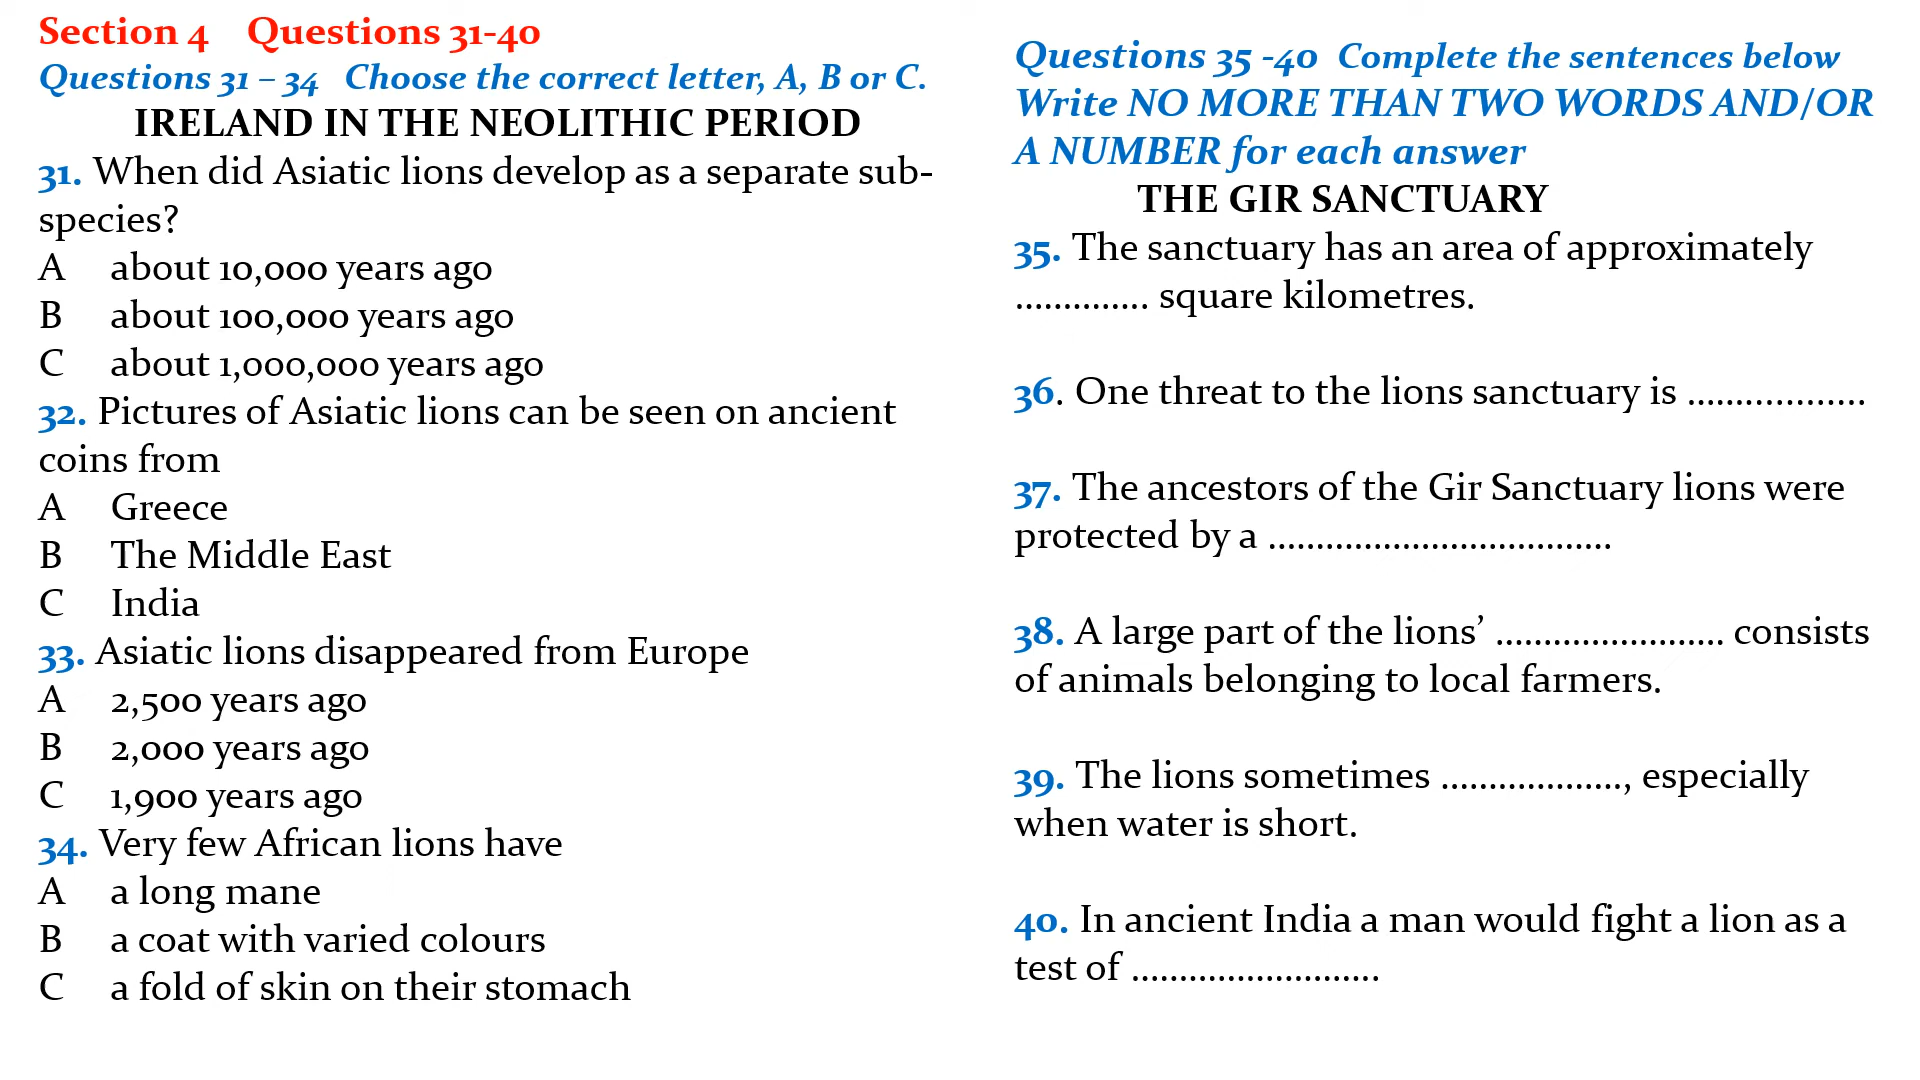 Section 4 Questions 31-40
Questions 31 – 34 Choose the correct letter, A, B or C.
IRELAND IN THE NEOLITHIC PERIOD
31. When did Asiatic lions develop as a separate sub-
species?
A about 10,000 years ago
B about 100,000 years ago
C about 1,000,000 years ago
32. Pictures of Asiatic lions can be seen on ancient
coins from
A Greece
B The Middle East
C India
33. Asiatic lions disappeared from Europe
A 2,500 years ago
B 2,000 years ago
C 1,900 years ago
34. Very few African lions have
A a long mane
B a coat with varied colours
C a fold of skin on their stomach
Questions 35 -40 Complete the sentences below
Write NO MORE THAN TWO WORDS AND/OR
A NUMBER for each answer
THE GIR SANCTUARY
35. The sanctuary has an area of approximately
.............. square kilometres.
36. One threat to the lions sanctuary is ..................
37. The ancestors of the Gir Sanctuary lions were
protected by a ....................................
38. A large part of the lions’ ........................ consists
of animals belonging to local farmers.
39. The lions sometimes ..................., especially
when water is short.
40. In ancient India a man would fight a lion as a
test of ..........................